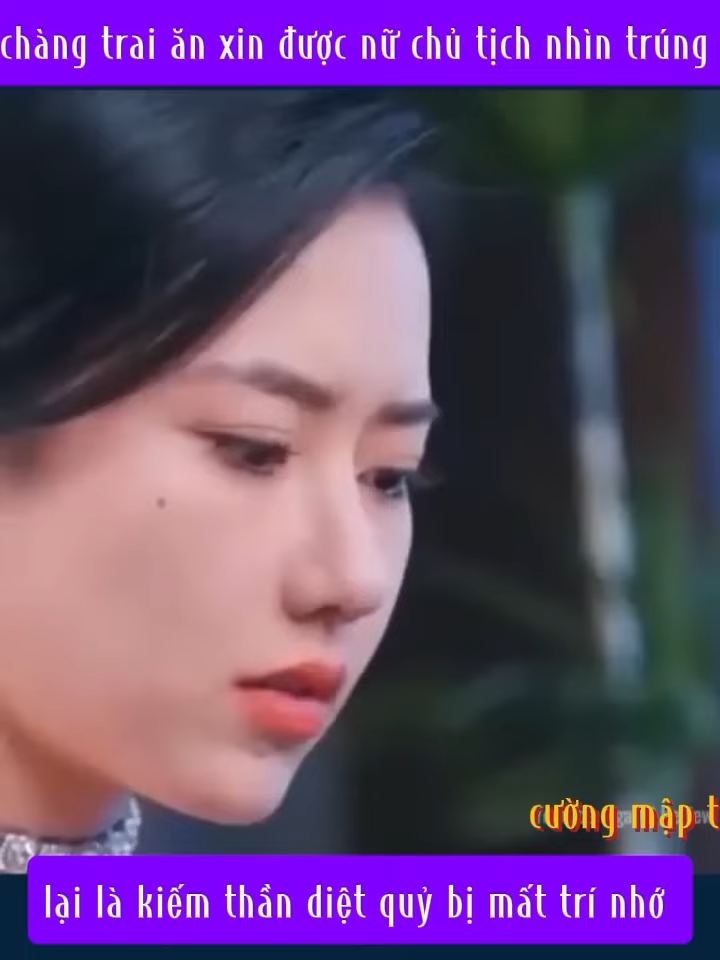 chàng trai ăn xin được nữ chủ tịch nhìn trúng
cường mập t
lại là kiếm thần diệt quỷ bị mất trí nhớ